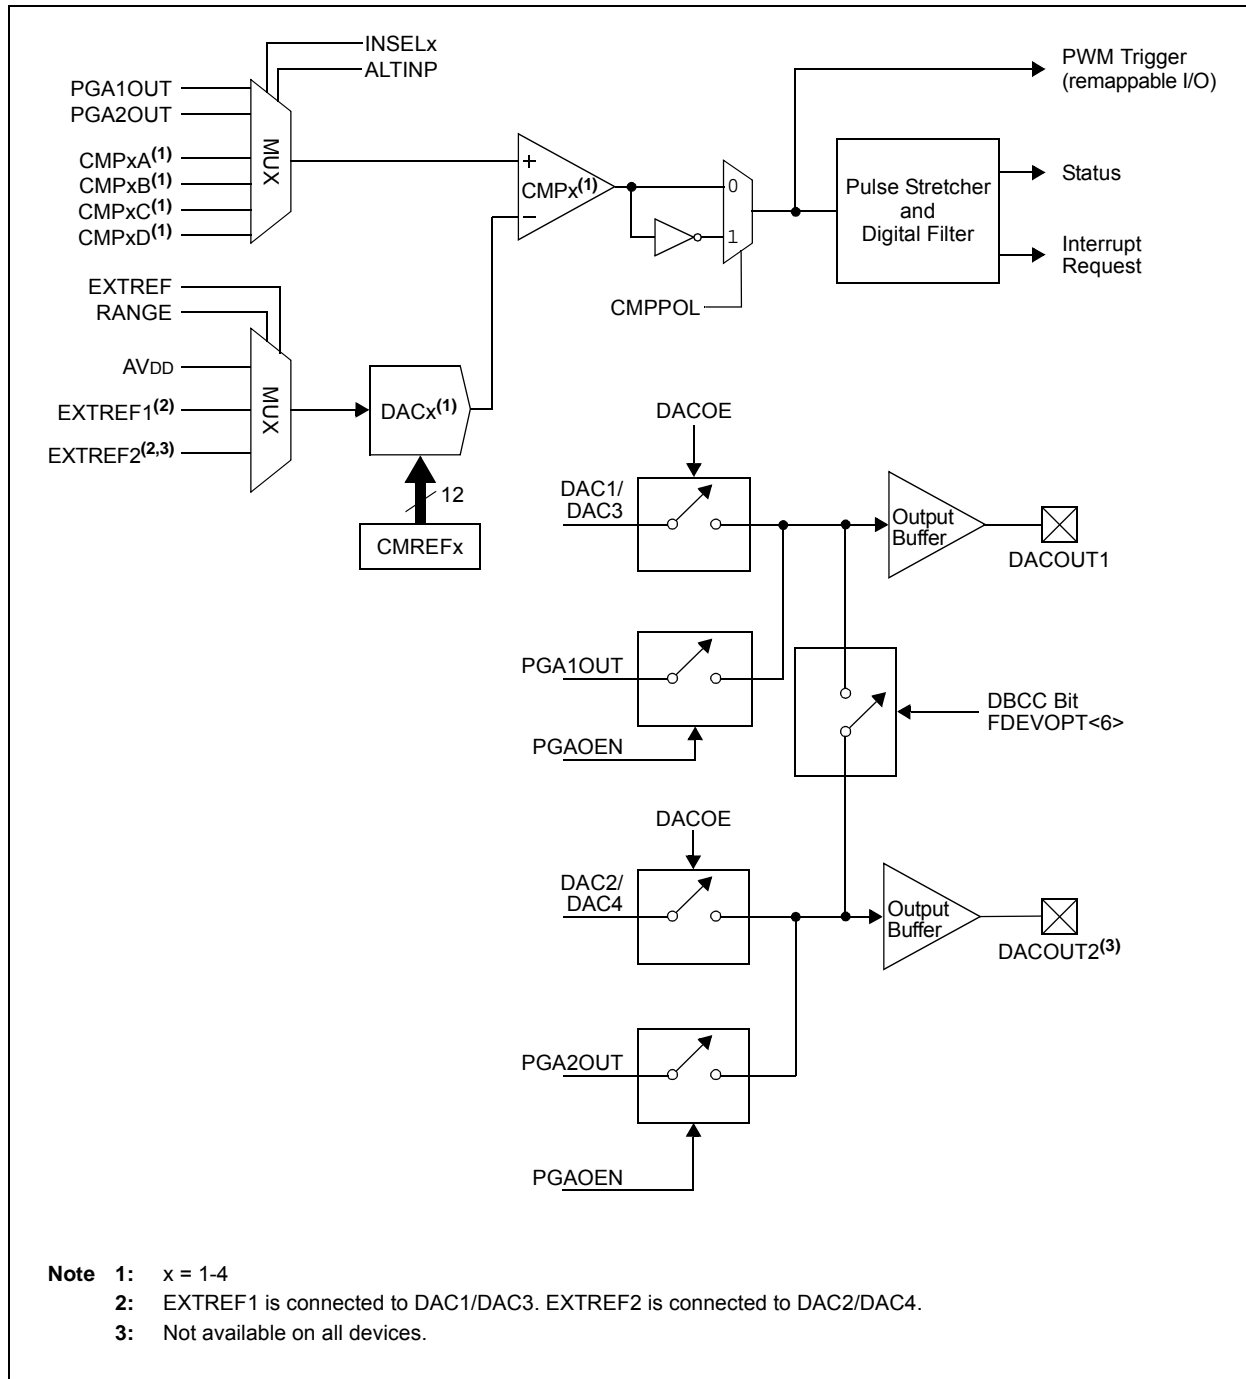 INSELx
ALTINP
PGA1OUT
PGA2OUT
CMPxA(1)
CMPxB(1)
CMPxC(1)
CMPxD(1)
MUX
+
CMPx(1)
–
0
1
CMPPOL
PWM Trigger
(remappable I/O)
Pulse Stretcher
and
Digital Filter
Status
Interrupt
Request
EXTREF
RANGE
AVDD
EXTREF1(2)
EXTREF2(2,3)
MUX
DACx(1)
12
CMREFx
DACOE
DAC1/
DAC3
Output
Buffer
DACOUT1
PGA1OUT
PGAOEN
DBCC Bit
FDEVOPT<6>
DACOE
DAC2/
DAC4
Output
Buffer
DACOUT2(3)
PGA2OUT
PGAOEN
Note 1: x = 1-4
2: EXTREF1 is connected to DAC1/DAC3. EXTREF2 is connected to DAC2/DAC4.
3: Not available on all devices.